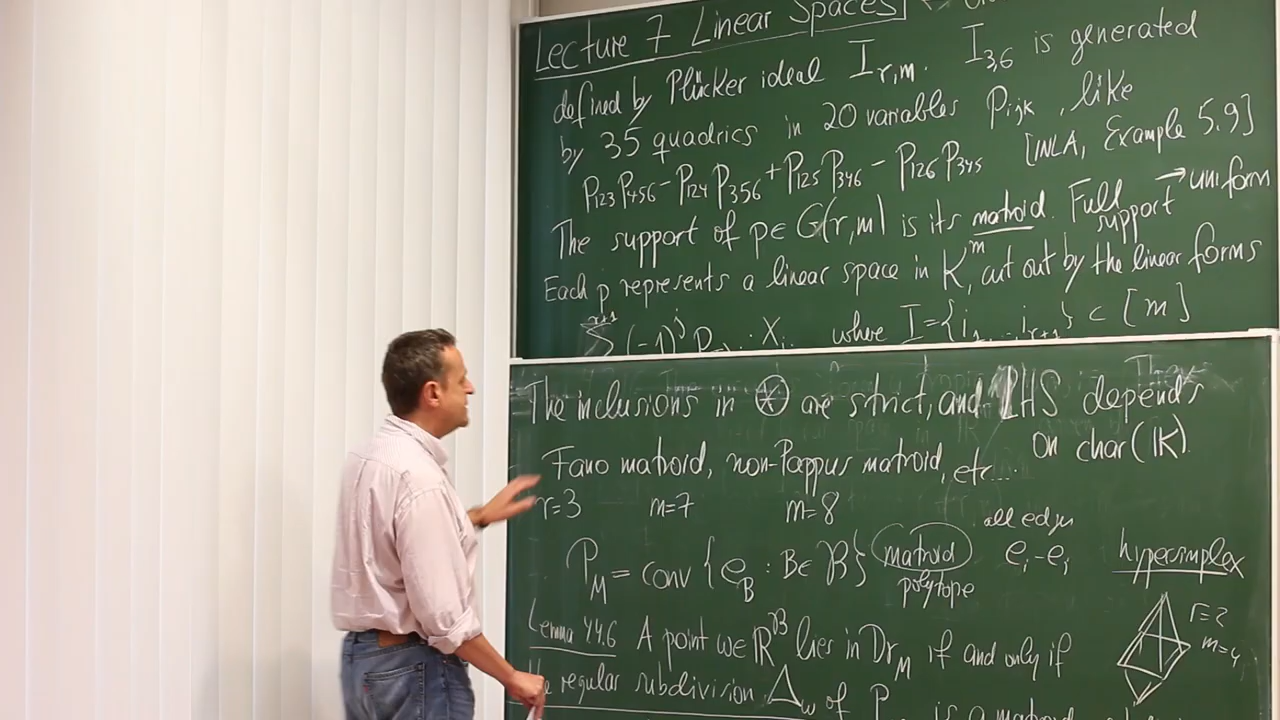 Lecture 7 Linear Spaces
defined by Plücker ideal I_{r,m}. I_{3,6} is generated
by 35 quadrics in 20 variables P_{ijk}, like
P_{123}P_{456} - P_{124}P_{356} + P_{125}P_{346} - P_{126}P_{345} [INLA, Example 5.9]
The support of p ∈ G(r,m) is its matroid. Full support → uniform
Each p represents a linear space in K^m, cut out by the linear forms
Σ^{r+1} (-1)^j P · X_{i_j} where I = {i_1, ..., i_{r+1}} ⊂ [m]
The inclusions in ⊛ are strict, and LHS depends
on char(K)
Fano matroid, non-Pappus matroid, etc...
r=3 m=7 m=8
all edges
P_M = conv {e_B : B ∈ B} matroid polytope e_i - e_j hypersimplex
r=2
m=4
Lemma 4.4.6 A point w ∈ R^B lies in Dr_M if and only if
the regular subdivision Δ_w of P is a matroid